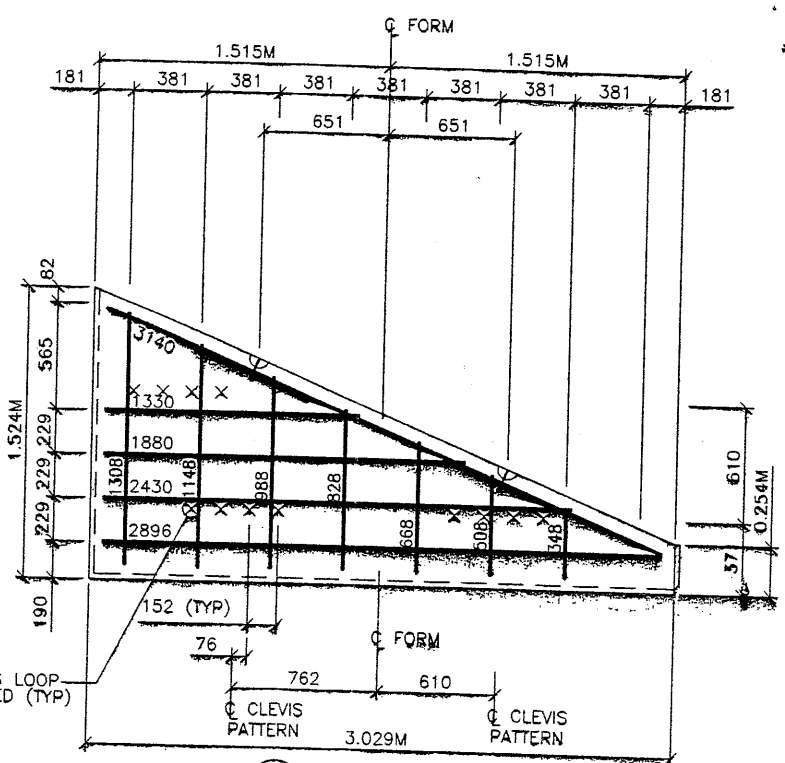 ℄ FORM
1.515M 1.515M
181 381 381 381 381 381 381 381 181
651 651
82
565
229
229
229
190
1.524M
3140
1330
1880
2430
2896
1308
1148
988
828
668
508
348
610
0.254M
152 (TYP)
76
℄ FORM
LOOP
(TYP)
762 610
℄ CLEVIS
PATTERN
℄ CLEVIS
PATTERN
3.029M